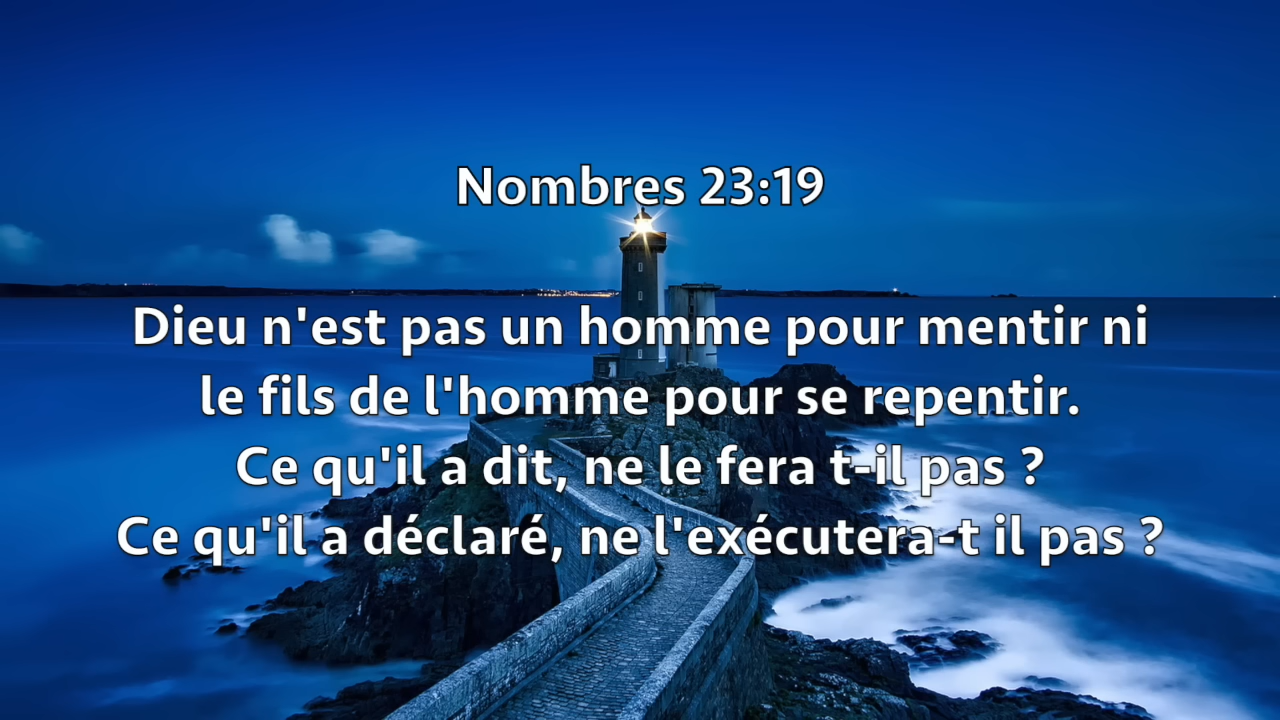 Nombres 23:19
Dieu n'est pas un homme pour mentir ni
le fils de l'homme pour se repentir.
Ce qu'il a dit, ne le fera t-il pas ?
Ce qu'il a déclaré, ne l'exécutera-t il pas ?